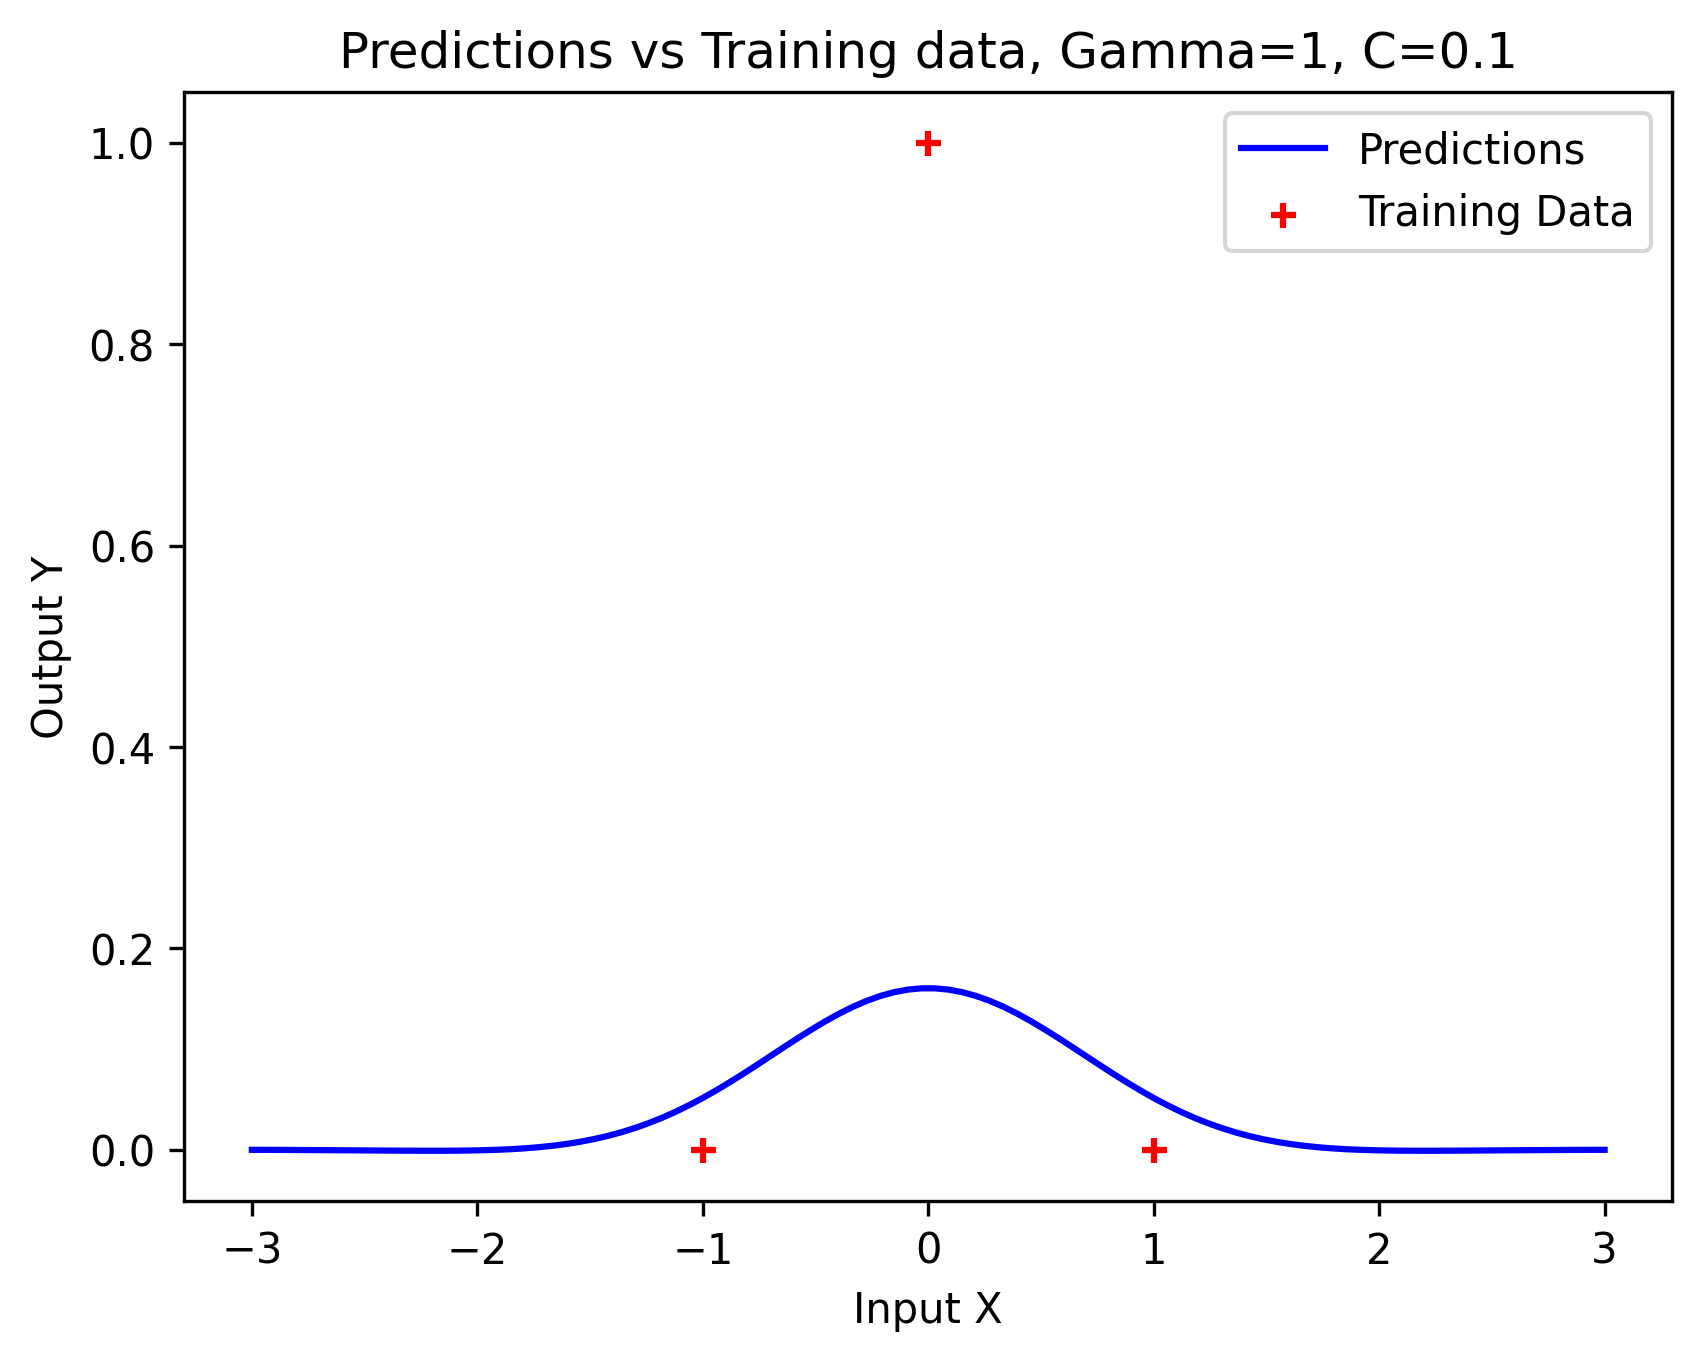 Predictions vs Training data, Gamma=1, C=0.1
Predictions
Training Data
1.0
0.8
0.6
0.4
0.2
0.0
Output Y
−3 −2 −1 0 1 2 3
Input X